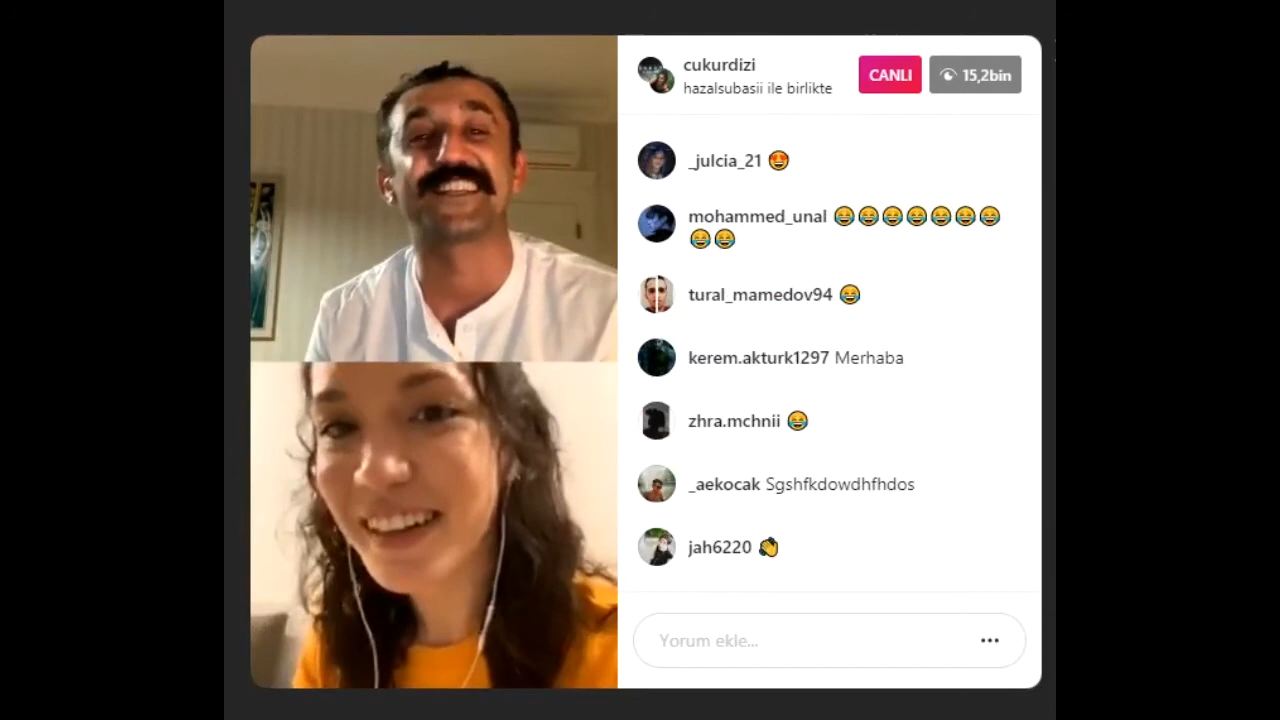 cukurdizi
hazalsubasii ile birlikte
CANLI
15,2bin
_julcia_21 😍
mohammed_unal 😂😂😂😂😂😂😂
😂😂
tural_mamedov94 😂
kerem.akturk1297 Merhaba
zhra.mchnii 😂
_aekocak Sgshfkdowdhfhdos
jah6220 👏
Yorum ekle...